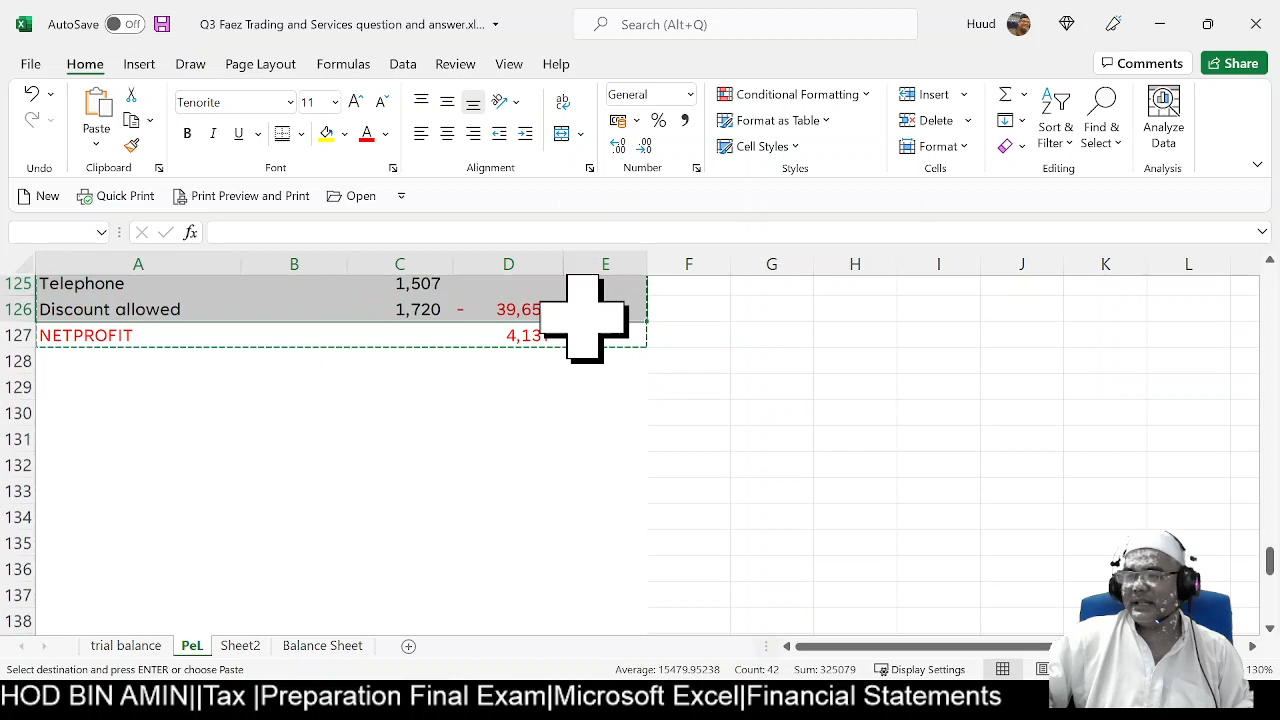 AutoSave Off Q3 Faez Trading and Services question and answer.xl... Search (Alt+Q) Huud
File Home Insert Draw Page Layout Formulas Data Review View Help Comments Share
Tenorite 11 General Conditional Formatting Insert
Paste Format as Table Delete Sort & Find & Analyze
B I U A % Cell Styles Format Filter Select Data
Undo Clipboard Font Alignment Number Styles Cells Editing Analysis
New Quick Print Print Preview and Print Open
fx
A B C D E F G H I J K L
125 Telephone 1,507
126 Discount allowed 1,720 -
127 NETPROFIT
128
129
130
131
132
133
134
135
136
137
138
trial balance PeL Sheet2 Balance Sheet
Select destination and press ENTER or choose Paste Average: 15479.95238 Count: 42 Sum: 325079 Display Settings 130%
HOD BIN AMIN||Tax |Preparation Final Exam|Microsoft Excel|Financial Statements